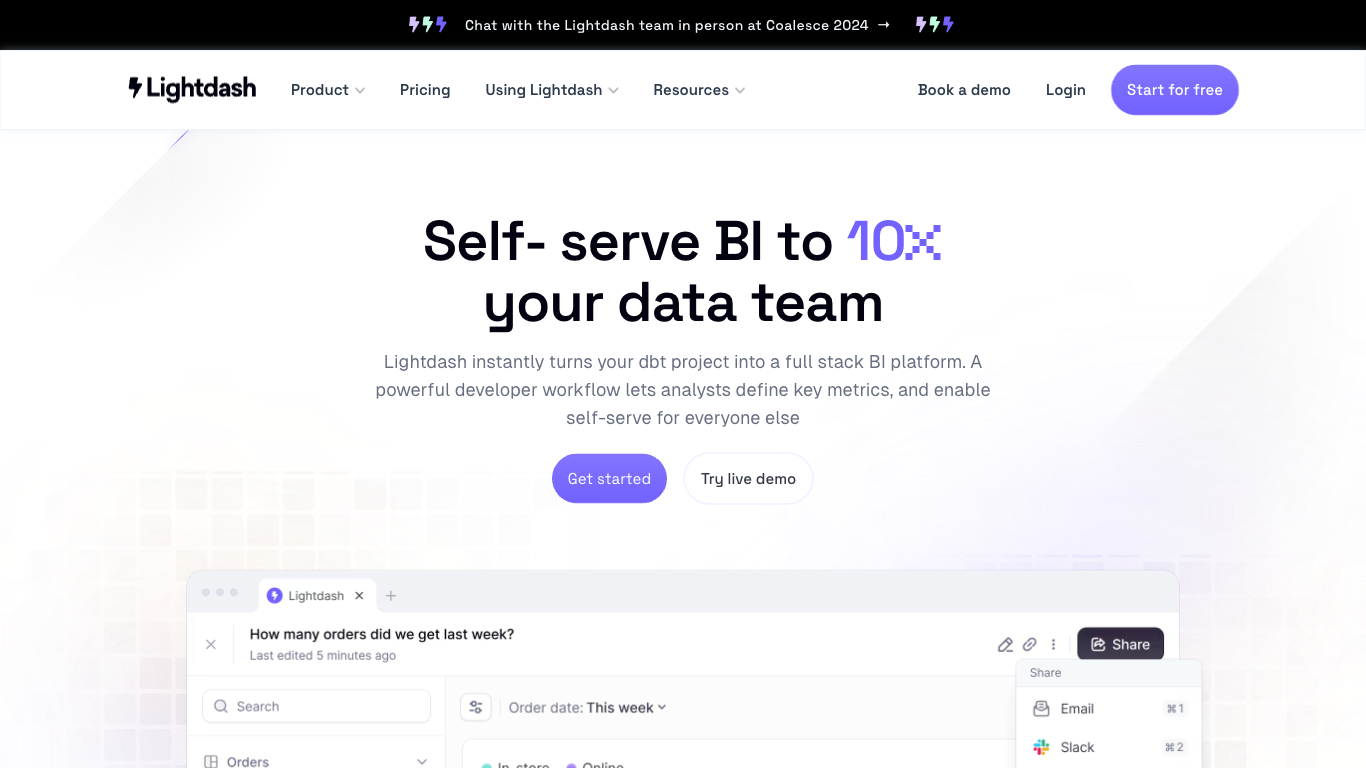 Chat with the Lightdash team in person at Coalesce 2024 →
Lightdash
Product
Pricing
Using Lightdash
Resources
Book a demo
Login
Start for free
Self- serve BI to 10x
your data team
Lightdash instantly turns your dbt project into a full stack BI platform. A
powerful developer workflow lets analysts define key metrics, and enable
self-serve for everyone else
Get started
Try live demo
Lightdash
How many orders did we get last week?
Last edited 5 minutes ago
Share
Share
Search
Order date: This week
Email ⌘1
Slack ⌘2
Orders
In-store
Online